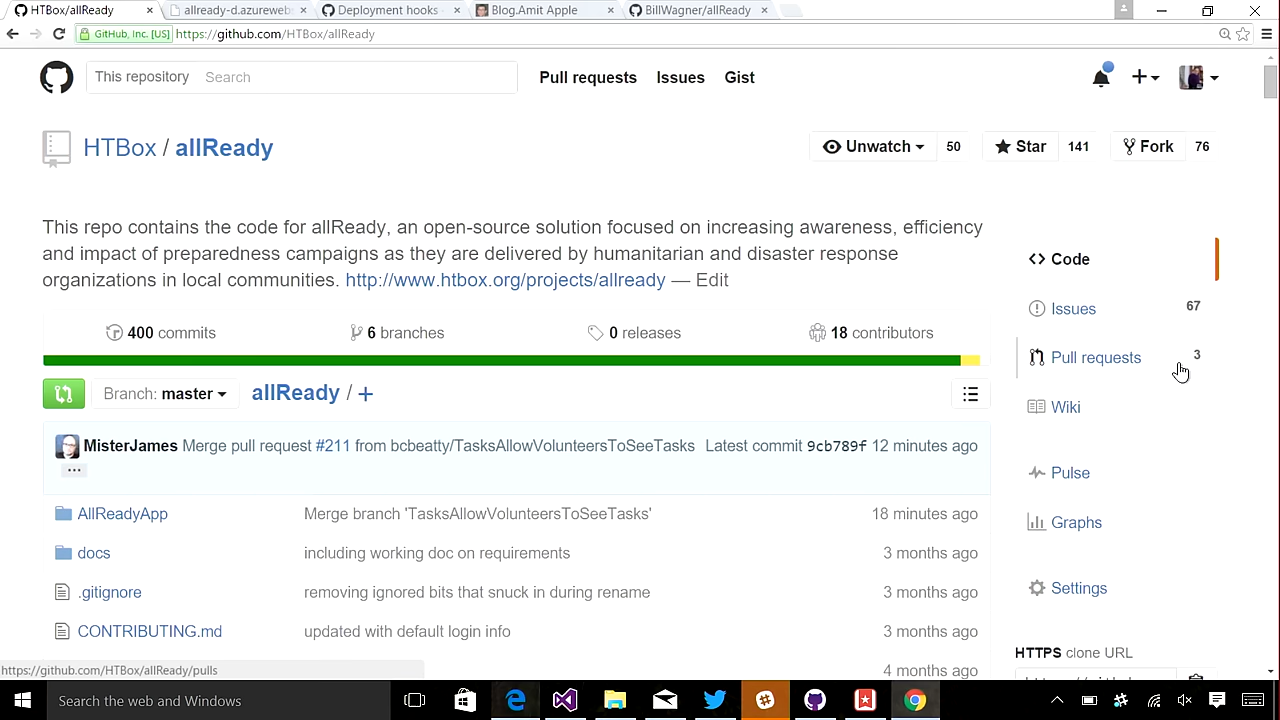 HTBox/allReady
allready-d.azureweb
Deployment hooks
Blog.Amit Apple
BillWagner/allReady
GitHub, Inc. [US] https://github.com/HTBox/allReady
This repository Search Pull requests Issues Gist
HTBox / allReady
Unwatch 50 Star 141 Fork 76
This repo contains the code for allReady, an open-source solution focused on increasing awareness, efficiency
and impact of preparedness campaigns as they are delivered by humanitarian and disaster response
organizations in local communities. http://www.htbox.org/projects/allready — Edit
400 commits 6 branches 0 releases 18 contributors
Branch: master allReady / +
MisterJames Merge pull request #211 from bcbeatty/TasksAllowVolunteersToSeeTasks Latest commit 9cb789f 12 minutes ago
...
AllReadyApp Merge branch 'TasksAllowVolunteersToSeeTasks' 18 minutes ago
docs including working doc on requirements 3 months ago
.gitignore removing ignored bits that snuck in during rename 3 months ago
CONTRIBUTING.md updated with default login info 3 months ago
4 months ago
Code
Issues 67
Pull requests 3
Wiki
Pulse
Graphs
Settings
HTTPS clone URL
https://github.com/HTBox/allReady/pulls
Search the web and Windows